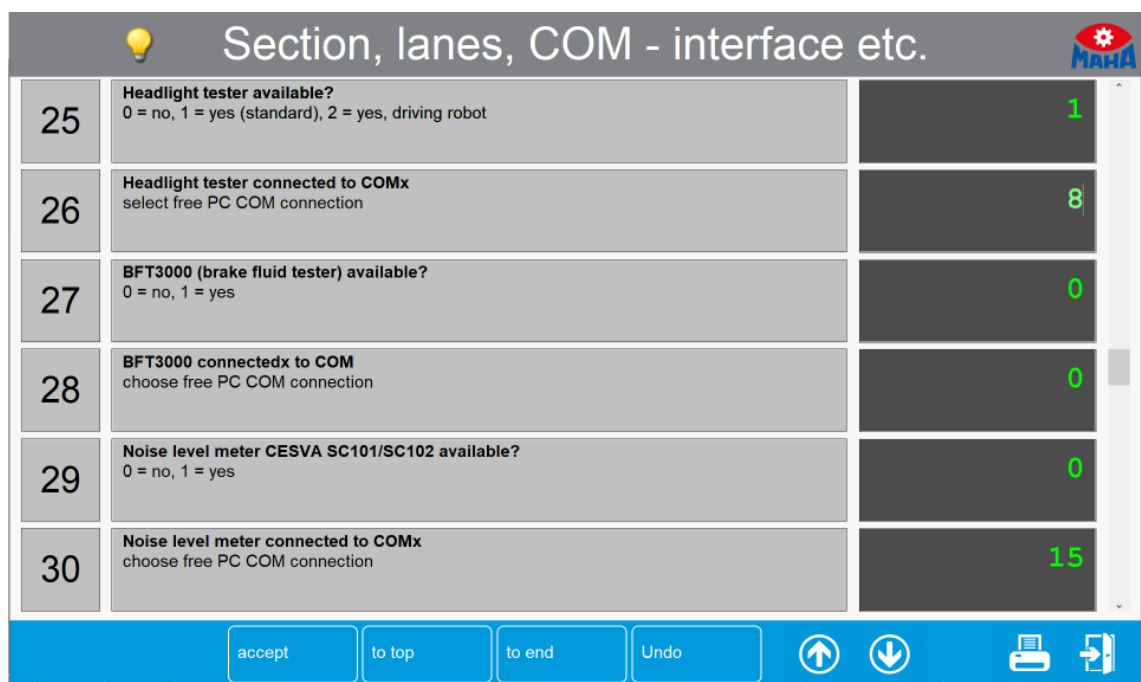 Section, lanes, COM - interface etc.
MAHA
25
Headlight tester available?
0 = no, 1 = yes (standard), 2 = yes, driving robot
1
26
Headlight tester connected to COMx
select free PC COM connection
8
27
BFT3000 (brake fluid tester) available?
0 = no, 1 = yes
0
28
BFT3000 connectedx to COM
choose free PC COM connection
0
29
Noise level meter CESVA SC101/SC102 available?
0 = no, 1 = yes
0
30
Noise level meter connected to COMx
choose free PC COM connection
15
accept
to top
to end
Undo